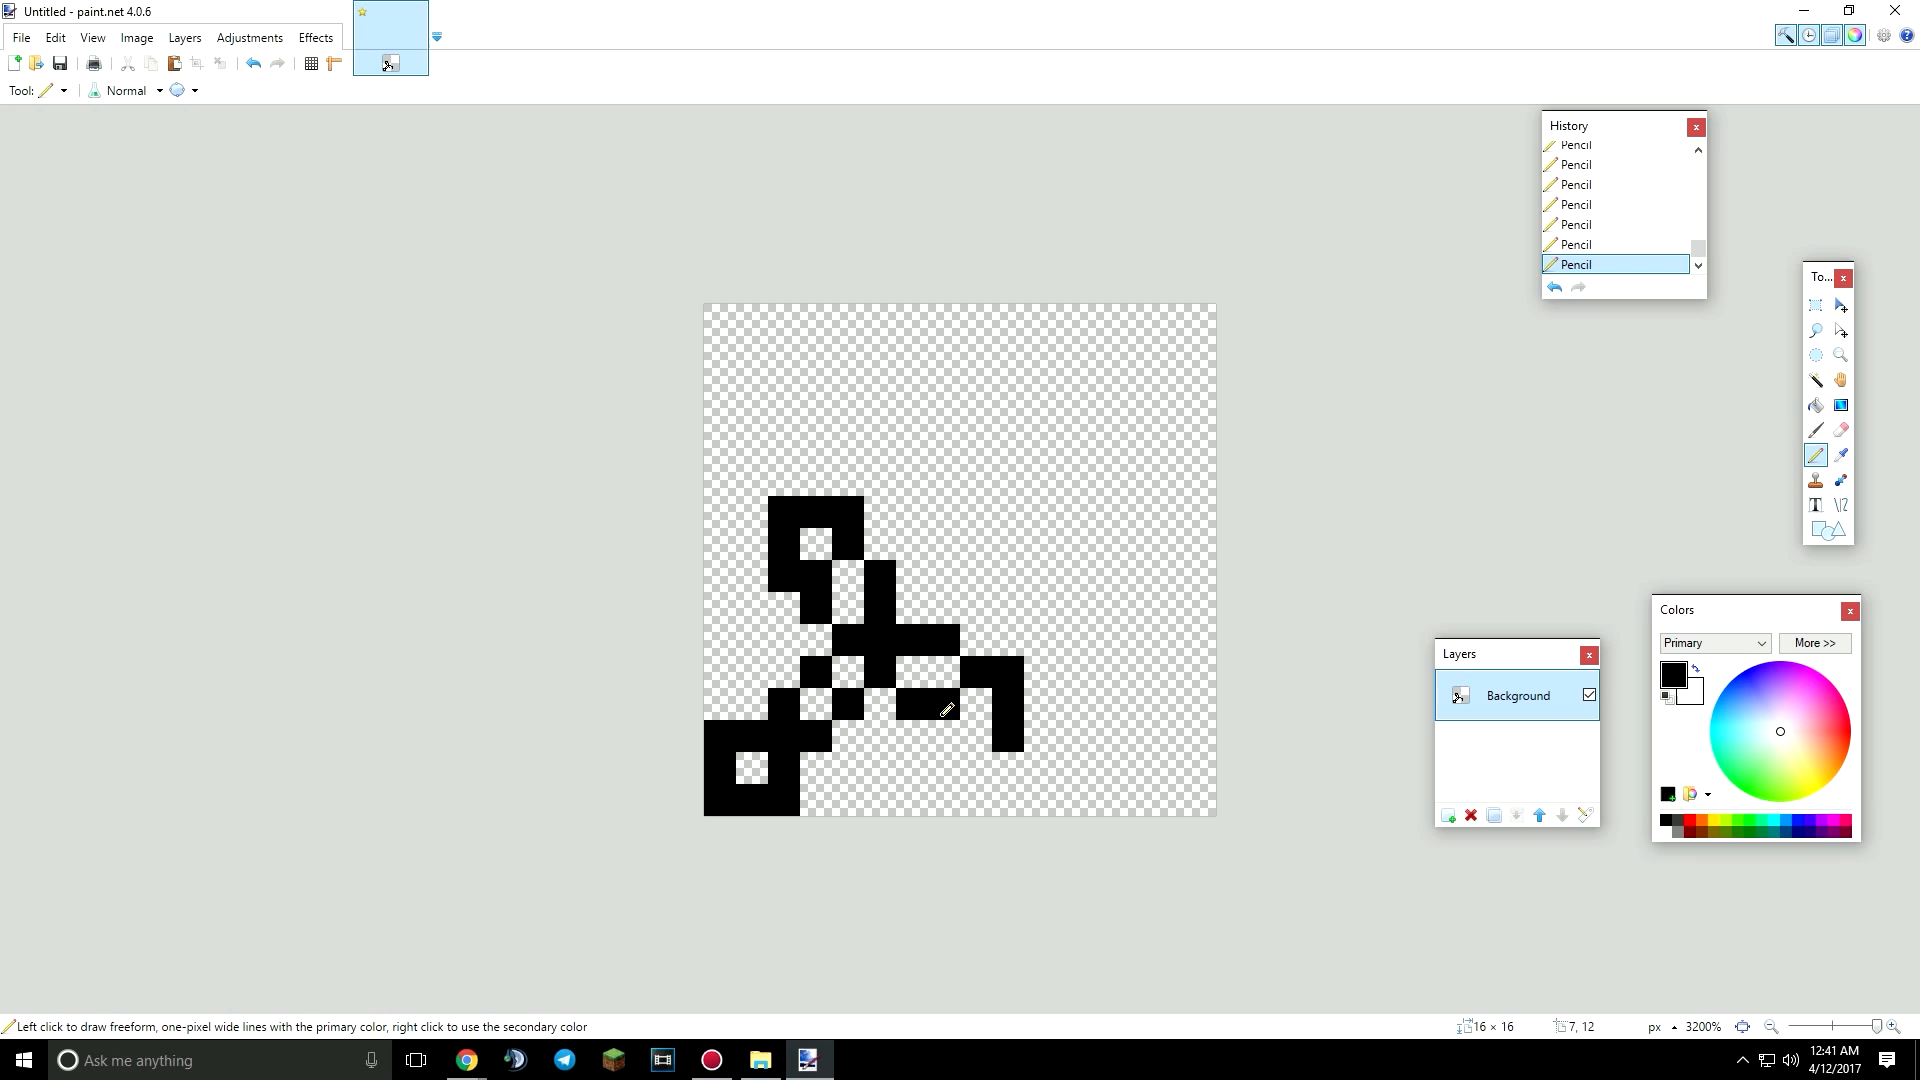 Untitled - paint.net 4.0.6
File Edit View Image Layers Adjustments Effects
Tool: Normal
History
Pencil
Pencil
Pencil
Pencil
Pencil
Pencil
Pencil
To...
Colors
Primary More >>
Layers
Background
Left click to draw freeform, one-pixel wide lines with the primary color, right click to use the secondary color
16 × 16 7, 12 px 3200%
Ask me anything
12:41 AM
4/12/2017